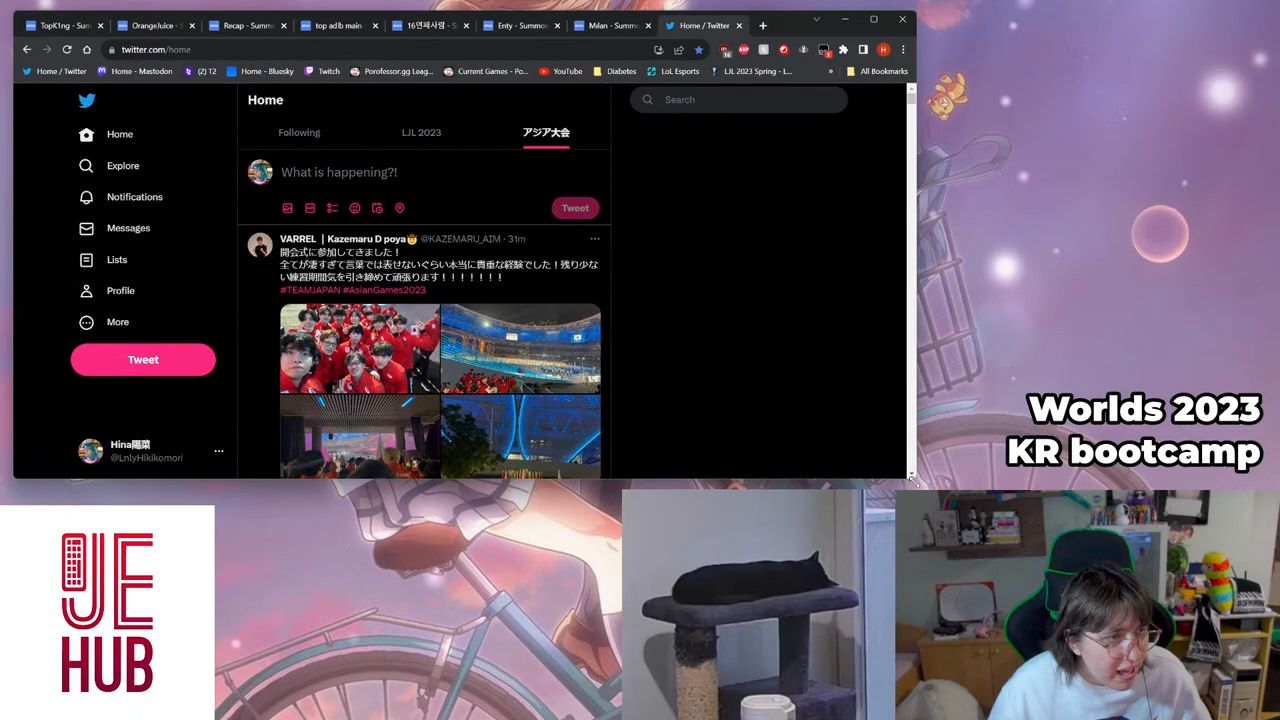 TopK1ng - Sum
OrangeJuice - S
Recap - Summo
top ad lb main
16연패사람 - S
Enty - Summon
Milan - Summo
Home / Twitter
twitter.com/home
Home / Twitter
Home - Mastodon
(2) T2
Home - Bluesky
Twitch
Porofessor.gg Leag...
Current Games - Po...
YouTube
Diabetes
LoL Esports
LJL 2023 Spring - L...
»
All Bookmarks
Home
Explore
Notifications
Messages
Lists
Profile
More
Tweet
Hina陽菜
@LnlyHikikomori
Home
Following
LJL 2023
アジア大会
What is happening?!
Tweet
VARREL | Kazemaru D poya🤠 @KAZEMARU_AIM · 31m
開会式に参加してきました！
全てが凄すぎて言葉では表せないぐらい本当に貴重な経験でした！残り少な
い練習期間気を引き締めて頑張ります！！！！！！！
#TEAMJAPAN #AsianGames2023
Search
Worlds 2023
KR bootcamp
JE
HUB